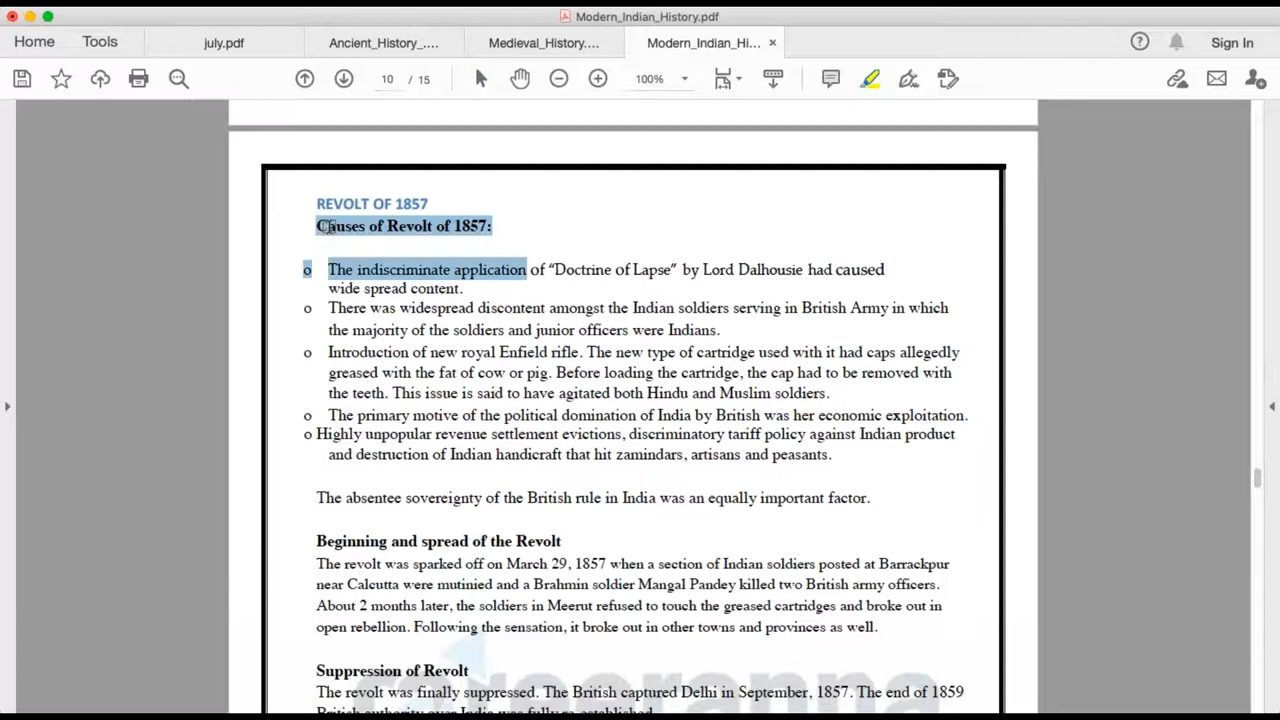 Modern_Indian_History.pdf
Home Tools july.pdf Ancient_History_.... Medieval_History.... Modern_Indian_Hi... × Sign In
10 / 15 100%
REVOLT OF 1857
Causes of Revolt of 1857:
o The indiscriminate application of “Doctrine of Lapse” by Lord Dalhousie had caused
wide spread content.
o There was widespread discontent amongst the Indian soldiers serving in British Army in which
the majority of the soldiers and junior officers were Indians.
o Introduction of new royal Enfield rifle. The new type of cartridge used with it had caps allegedly
greased with the fat of cow or pig. Before loading the cartridge, the cap had to be removed with
the teeth. This issue is said to have agitated both Hindu and Muslim soldiers.
o The primary motive of the political domination of India by British was her economic exploitation.
o Highly unpopular revenue settlement evictions, discriminatory tariff policy against Indian product
and destruction of Indian handicraft that hit zamindars, artisans and peasants.
The absentee sovereignty of the British rule in India was an equally important factor.
Beginning and spread of the Revolt
The revolt was sparked off on March 29, 1857 when a section of Indian soldiers posted at Barrackpur
near Calcutta were mutinied and a Brahmin soldier Mangal Pandey killed two British army officers.
About 2 months later, the soldiers in Meerut refused to touch the greased cartridges and broke out in
open rebellion. Following the sensation, it broke out in other towns and provinces as well.
Suppression of Revolt
The revolt was finally suppressed. The British captured Delhi in September, 1857. The end of 1859
British authority over India was fully re-established.